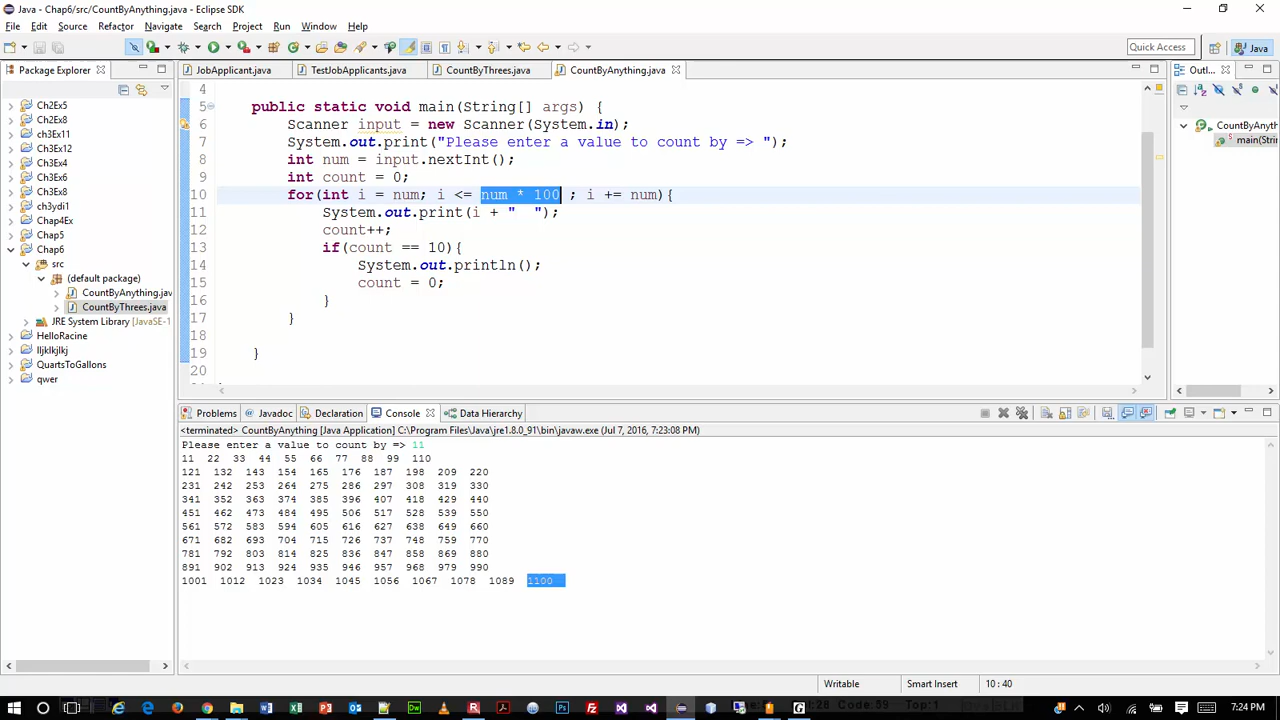 Java - Chap6/src/CountByAnything.java - Eclipse SDK
File Edit Source Refactor Navigate Search Project Run Window Help
Quick Access
Java
Package Explorer
JobApplicant.java
TestJobApplicants.java
CountByThrees.java
CountByAnything.java
Outl...
Ch2Ex5
Ch2Ex8
ch3Ex11
ch3Ex12
Ch3Ex4
Ch3Ex6
Ch3Ex8
ch3ydi1
Chap4Ex
Chap5
Chap6
src
(default package)
CountByAnything.jav
CountByThrees.java
JRE System Library [JavaSE-1
HelloRacine
lljklkjlkj
QuartsToGallons
qwer
4
5 public static void main(String[] args) {
6 Scanner input = new Scanner(System.in);
7 System.out.print("Please enter a value to count by => ");
8 int num = input.nextInt();
9 int count = 0;
10 for(int i = num; i <= num * 100 ; i += num){
11 System.out.print(i + "  ");
12 count++;
13 if(count == 10){
14 System.out.println();
15 count = 0;
16 }
17 }
18
19 }
20
CountByAnything
main(Strin
Problems Javadoc Declaration Console Data Hierarchy
<terminated> CountByAnything [Java Application] C:\Program Files\Java\jre1.8.0_91\bin\javaw.exe (Jul 7, 2016, 7:23:08 PM)
Please enter a value to count by => 11
11 22 33 44 55 66 77 88 99 110
121 132 143 154 165 176 187 198 209 220
231 242 253 264 275 286 297 308 319 330
341 352 363 374 385 396 407 418 429 440
451 462 473 484 495 506 517 528 539 550
561 572 583 594 605 616 627 638 649 660
671 682 693 704 715 726 737 748 759 770
781 792 803 814 825 836 847 858 869 880
891 902 913 924 935 946 957 968 979 990
1001 1012 1023 1034 1045 1056 1067 1078 1089 1100
Writable Smart Insert 10 : 40
7:24 PM